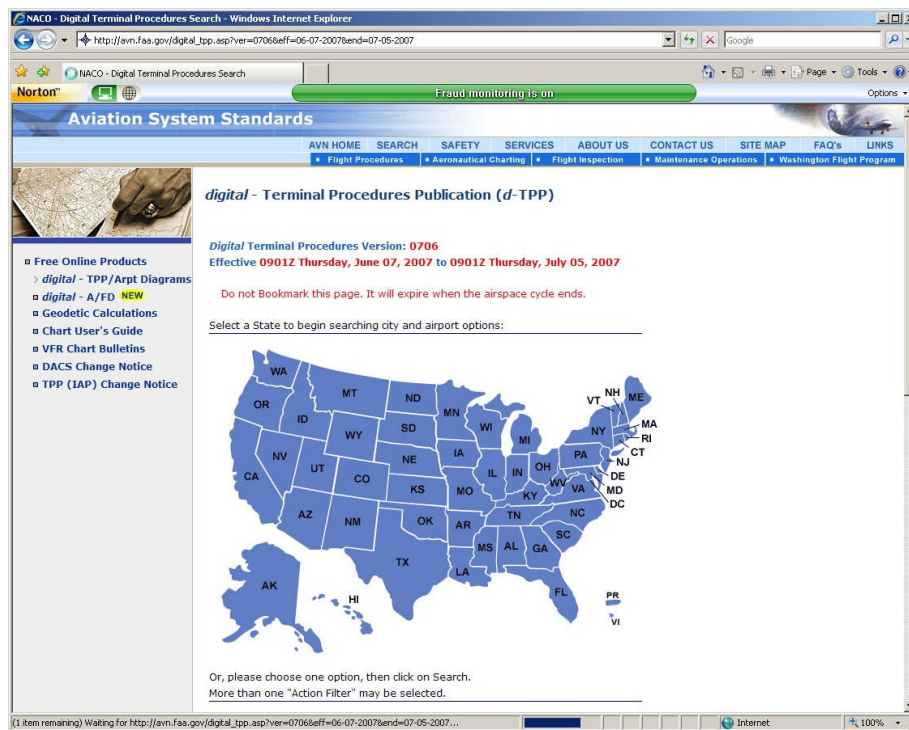 NACO - Digital Terminal Procedures Search - Windows Internet Explorer
http://avn.faa.gov/digital_tpp.asp?ver=0706&eff=06-07-2007&end=07-05-2007
Google
NACO - Digital Terminal Procedures Search
Page
Tools
Norton™
Fraud monitoring is on
Options
Aviation System Standards
AVN HOME SEARCH SAFETY SERVICES ABOUT US CONTACT US SITE MAP FAQ's LINKS
Flight Procedures Aeronautical Charting Flight Inspection Maintenance Operations Washington Flight Program
digital - Terminal Procedures Publication (d-TPP)
Digital Terminal Procedures Version: 0706
Effective 0901Z Thursday, June 07, 2007 to 0901Z Thursday, July 05, 2007
Do not Bookmark this page. It will expire when the airspace cycle ends.
Select a State to begin searching city and airport options:
Free Online Products
> digital - TPP/Arpt Diagrams
digital - A/FD NEW
Geodetic Calculations
Chart User's Guide
VFR Chart Bulletins
DACS Change Notice
TPP (IAP) Change Notice
WA
MT
ND
MN
VT
NH
ME
OR
ID
WY
SD
WI
MI
NY
MA
RI
CT
NV
UT
CO
NE
IA
IL
IN
OH
PA
NJ
DE
MD
DC
CA
KS
MO
KY
WV
VA
AZ
NM
OK
AR
TN
NC
SC
TX
LA
MS
AL
GA
FL
AK
HI
PR
VI
Or, please choose one option, then click on Search.
More than one "Action Filter" may be selected.
(1 item remaining) Waiting for http://avn.faa.gov/digital_tpp.asp?ver=0706&eff=06-07-2007&end=07-05-2007...
Internet
100%